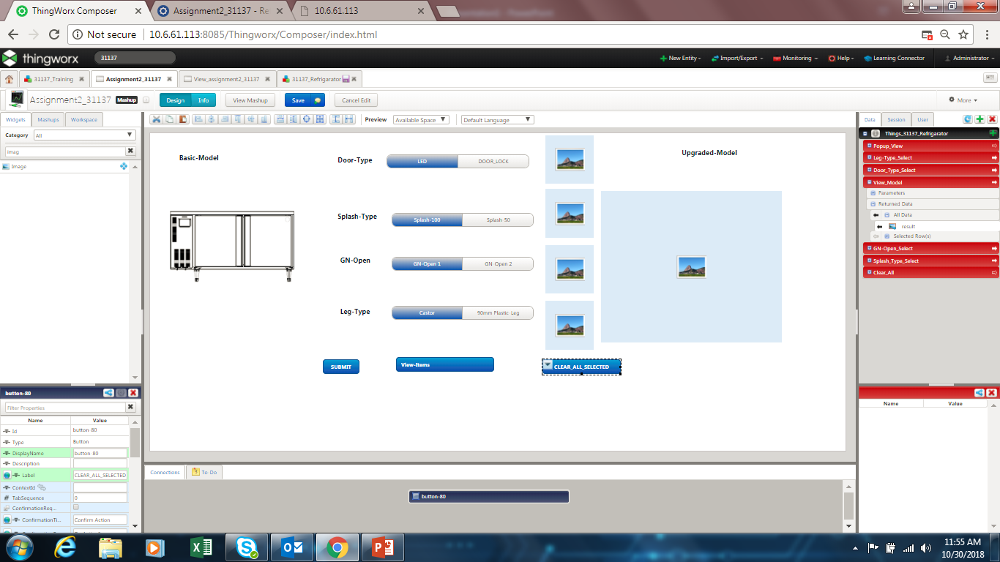 ThingWorx Composer
Assignment2_31137 - Re
10.6.61.113
Not secure
10.6.61.113:8085/Thingworx/Composer/index.html
thingworx
31137
New Entity
Import/Export
Monitoring
Help
Learning Connector
Administrator
31137_Training
Assignment2_31137
View_assignment2_31137
31137_Refrigarator
Assignment2_31137
Mashup
Design
Info
View Mashup
Save
Cancel Edit
More
Widgets
Mashups
Workspace
Preview
Available Space
Default Language
Data
Session
User
Category
All
imag
Image
Basic-Model
Door-Type
LED
DOOR_LOCK
Upgraded-Model
Splash-Type
Splash-100
Splash-50
GN-Open
GN-Open 1
GN-Open 2
Leg-Type
Castor
90mm Plastic Leg
SUBMIT
View-Items
CLEAR_ALL_SELECTED
Things_31137_Refrigarator
Popup_View
Leg-Type_Select
Door_Type_Select
View_Model
Parameters
Returned Data
All Data
result
Selected Row(s)
GN-Open_Select
Splash_Type_Select
Clear_All
button-80
Filter Properties
Name
Value
Id
button-80
Type
Button
DisplayName
button-80
Description
Label
CLEAR_ALL_SELECTED
ContextId
TabSequence
0
ConfirmationReq...
ConfirmationTi...
Confirm Action
Connections
To-Do
button-80
Name
Value
11:55 AM
10/30/2018